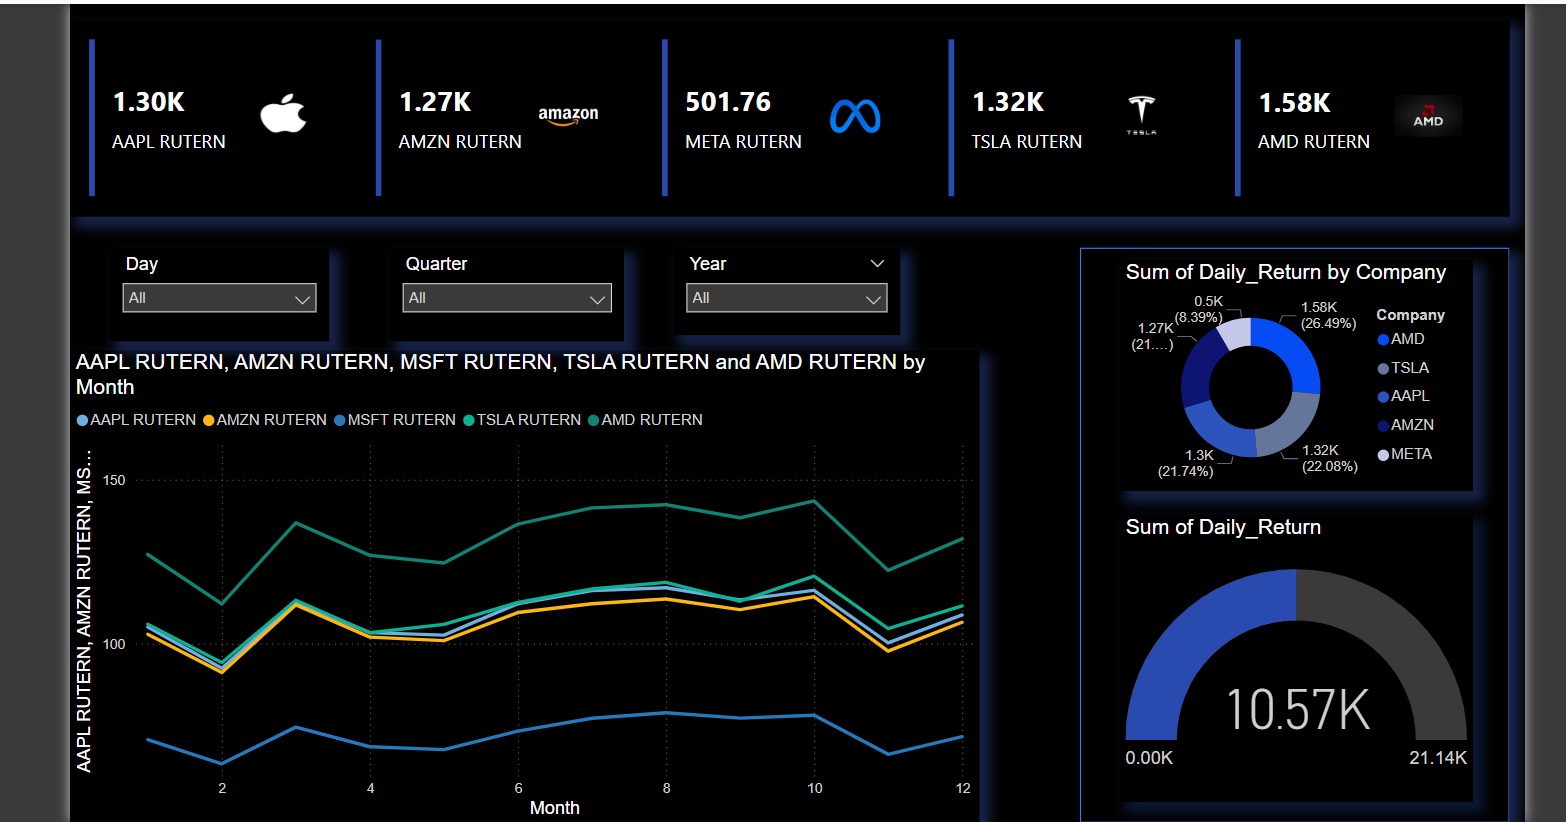 1.30K
AAPL RUTERN
1.27K
AMZN RUTERN
amazon
501.76
META RUTERN
1.32K
TSLA RUTERN
TESLA
1.58K
AMD RUTERN
AMD
Day
All
Quarter
All
Year
All
AAPL RUTERN, AMZN RUTERN, MSFT RUTERN, TSLA RUTERN and AMD RUTERN by
Month
AAPL RUTERN AMZN RUTERN MSFT RUTERN TSLA RUTERN AMD RUTERN
AAPL RUTERN, AMZN RUTERN, MS...
150
100
2 4 6 8 10 12
Month
Sum of Daily_Return by Company
0.5K
(8.39%)
1.58K
(26.49%)
1.27K
(21....)
1.3K
(21.74%)
1.32K
(22.08%)
Company
AMD
TSLA
AAPL
AMZN
META
Sum of Daily_Return
10.57K
0.00K
21.14K